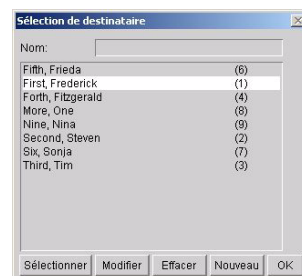 Sélection de destinataire
Nom:
Fifth, Frieda (6)
First, Frederick (1)
Forth, Fitzgerald (4)
More, One (8)
Nine, Nina (9)
Second, Steven (2)
Six, Sonja (7)
Third, Tim (3)
Sélectionner Modifier Effacer Nouveau OK